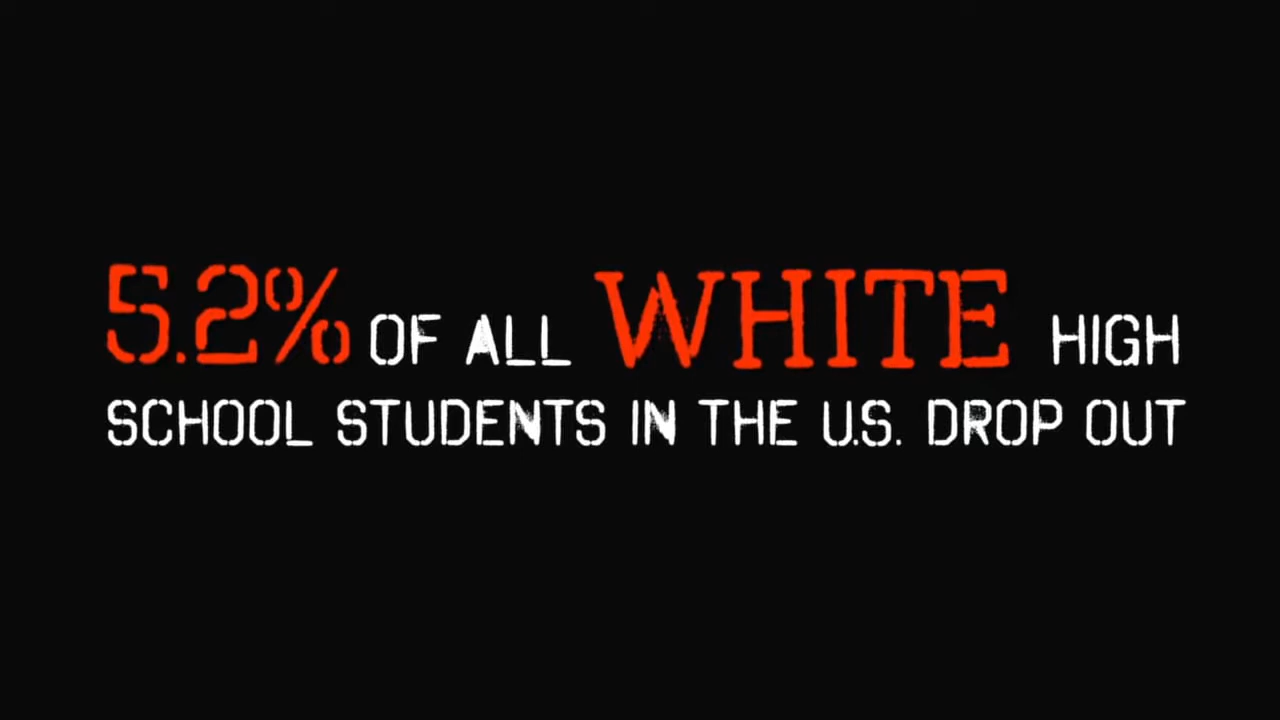 5.2% OF ALL WHITE HIGH
SCHOOL STUDENTS IN THE U.S. DROP OUT